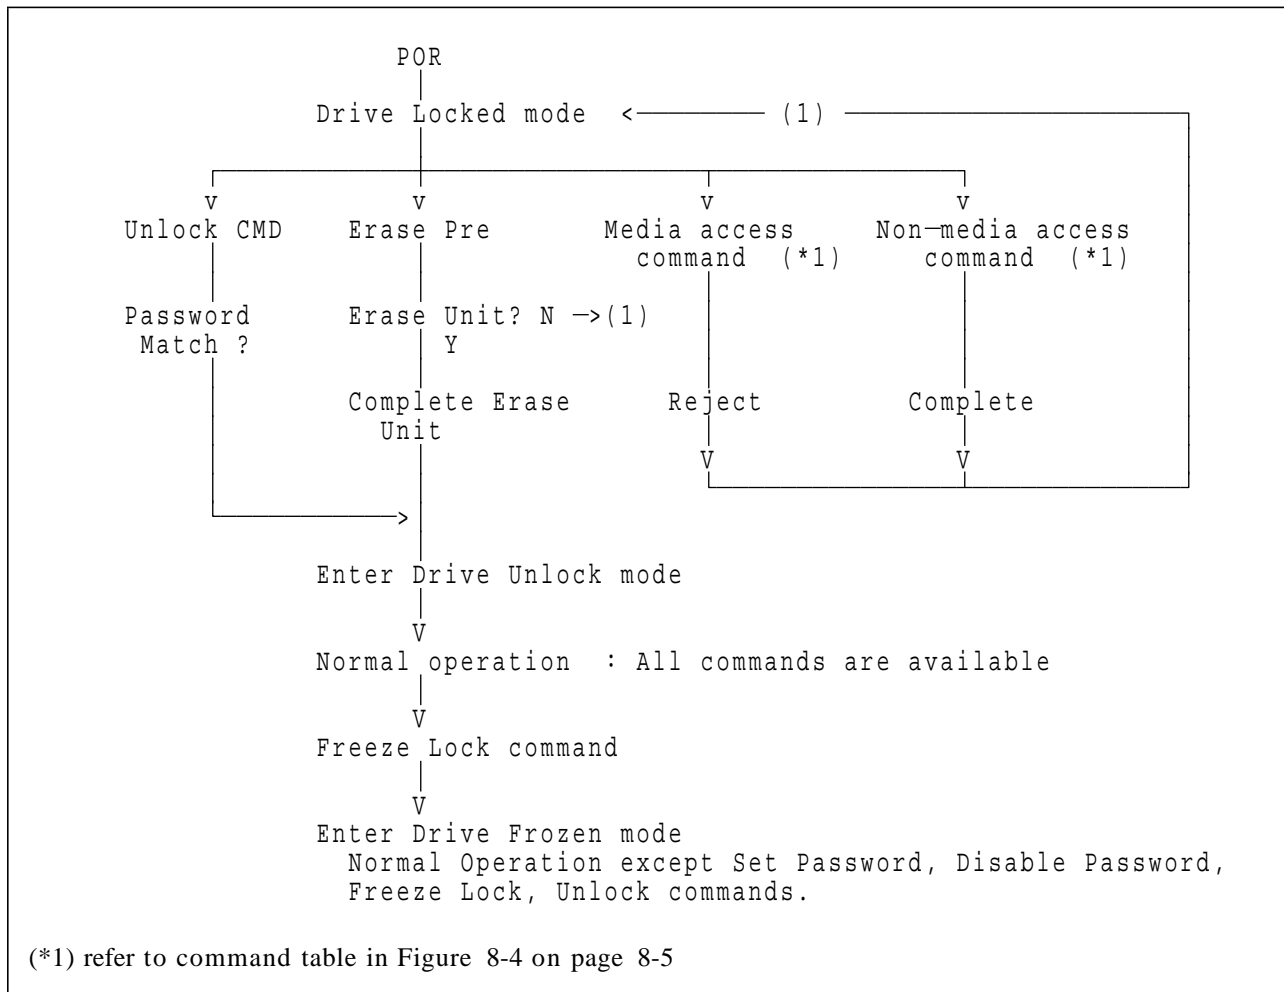 POR
Drive Locked mode <———— (1)
V V V V
Unlock CMD Erase Pre Media access Non—media access
command (*1) command (*1)
Password Erase Unit? N —>(1)
Match ? Y
Complete Erase Reject Complete
Unit
V V
>
Enter Drive Unlock mode
V
Normal operation : All commands are available
V
Freeze Lock command
V
Enter Drive Frozen mode
Normal Operation except Set Password, Disable Password,
Freeze Lock, Unlock commands.
(*1) refer to command table in Figure 8-4 on page 8-5